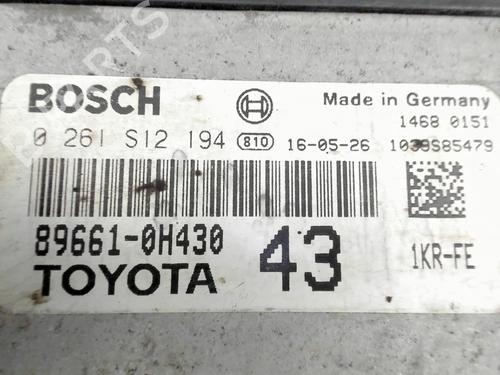 BOSCH
Made in Germany
1468 0151
0 261 S12 194 810 16-05-26 1039S85479
89661-0H430
43
1KR-FE
TOYOTA
PARTS